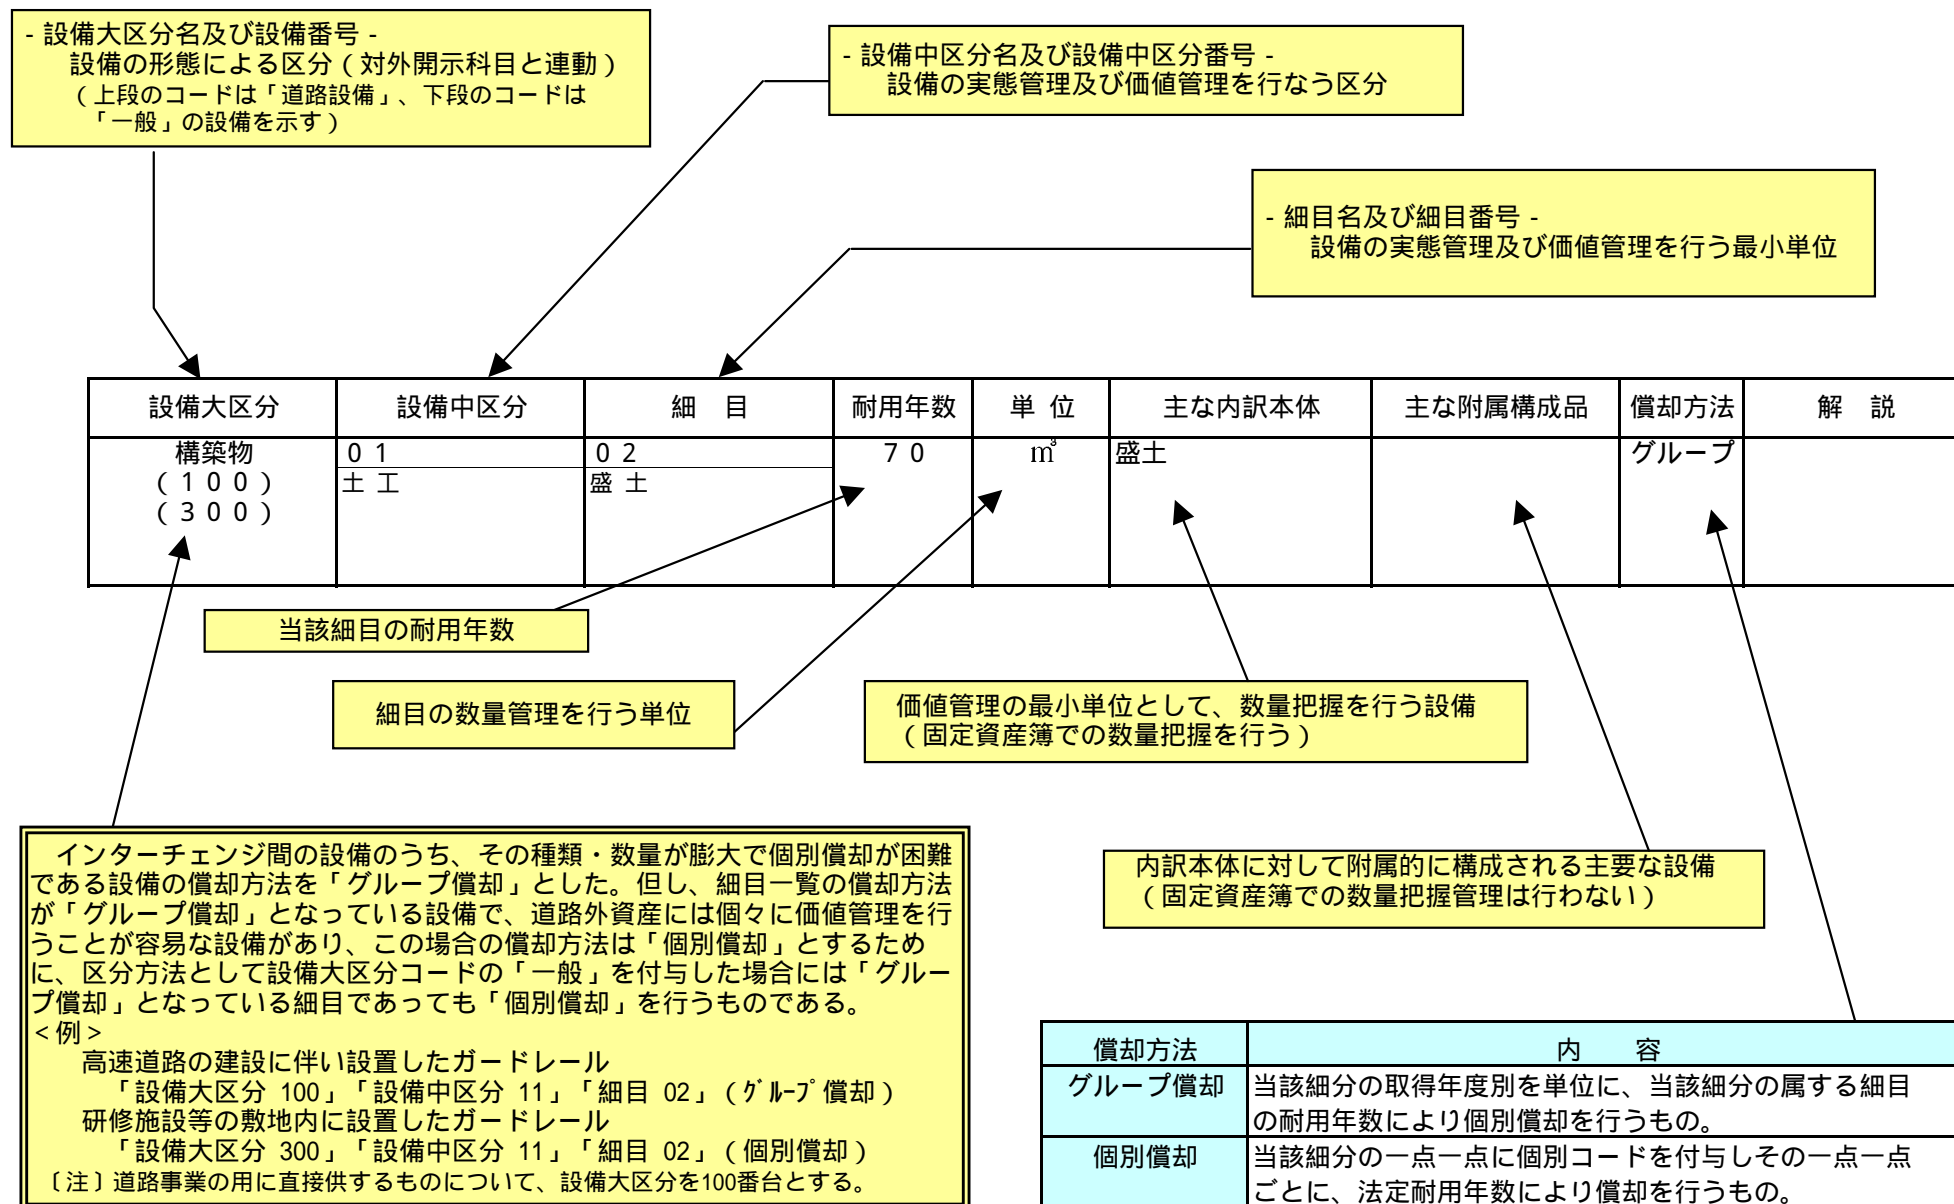 - 設備大区分名及び設備番号 -
設備の形態による区分（対外開示科目と連動）
（上段のコードは「道路設備」、下段のコードは
「一般」の設備を示す）
- 設備中区分名及び設備中区分番号 -
設備の実態管理及び価値管理を行なう区分
- 細目名及び細目番号 -
設備の実態管理及び価値管理を行う最小単位
設備大区分 設備中区分 細　目 耐用年数 単 位 主な内訳本体 主な附属構成品 償却方法 解　説
構築物 ０１ ０２ ７０ ㎥ 盛土 グループ
（１００） 土 工 盛 土
（３００）
当該細目の耐用年数
細目の数量管理を行う単位
価値管理の最小単位として、数量把握を行う設備
（固定資産簿での数量把握を行う）
内訳本体に対して附属的に構成される主要な設備
（固定資産簿での数量把握管理は行わない）
インターチェンジ間の設備のうち、その種類・数量が膨大で個別償却が困難
である設備の償却方法を「グループ償却」とした。但し、細目一覧の償却方法
が「グループ償却」となっている設備で、道路外資産には個々に価値管理を行
うことが容易な設備があり、この場合の償却方法は「個別償却」とするため
に、区分方法として設備大区分コードの「一般」を付与した場合には「グルー
プ償却」となっている細目であっても「個別償却」を行うものである。
＜例＞
高速道路の建設に伴い設置したガードレール
「設備大区分 100」「設備中区分 11」「細目 02」（ｸﾞﾙｰﾌﾟ償却）
研修施設等の敷地内に設置したガードレール
「設備大区分 300」「設備中区分 11」「細目 02」（個別償却）
〔注〕道路事業の用に直接供するものについて、設備大区分を100番台とする。
償却方法 内　　容
グループ償却 当該細分の取得年度別を単位に、当該細分の属する細目
の耐用年数により個別償却を行うもの。
個別償却 当該細分の一点一点に個別コードを付与しその一点一点
ごとに、法定耐用年数により償却を行うもの。